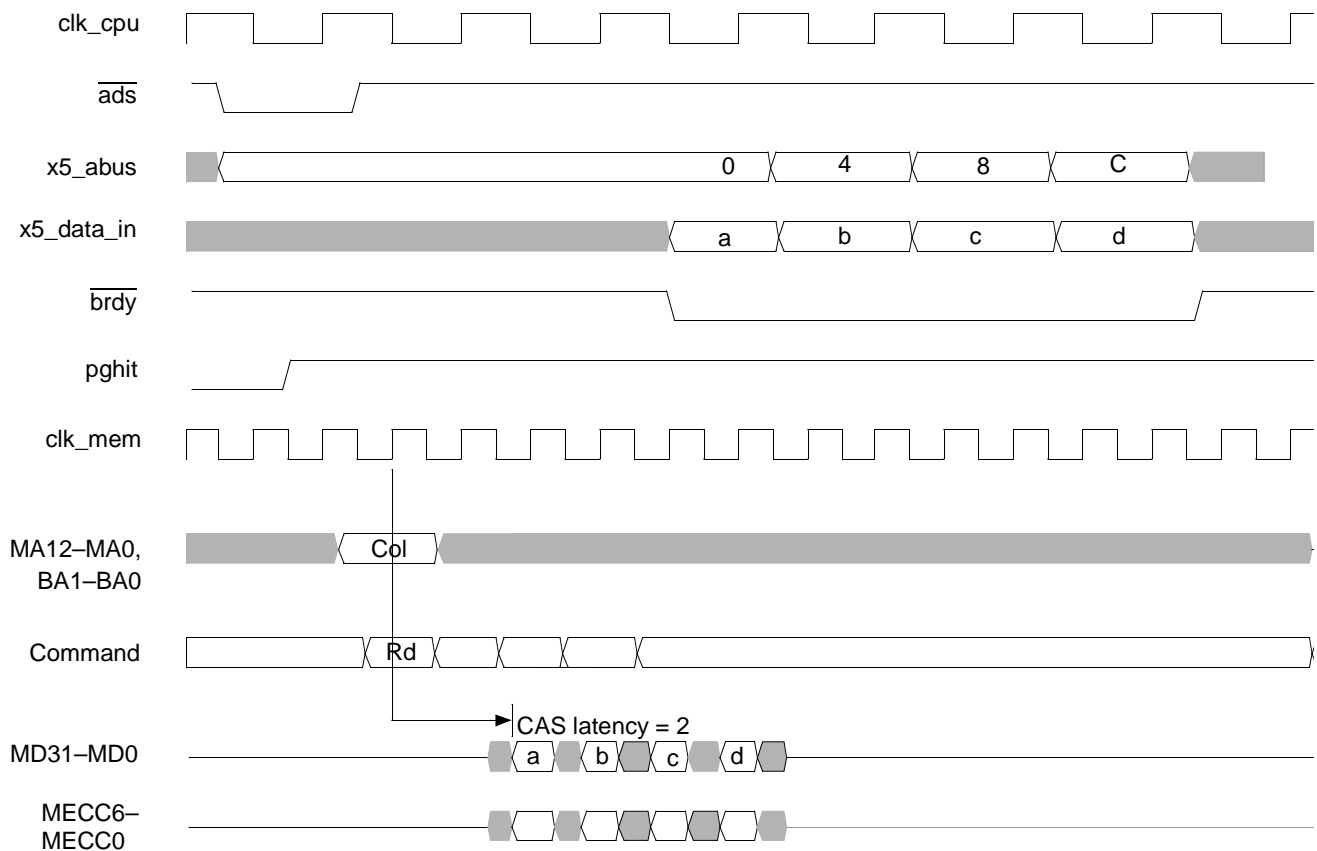 clk_cpu
ads
x5_abus
0 4 8 C
x5_data_in
a b c d
brdy
pghit
clk_mem
MA12–MA0,
BA1–BA0
Col
Command
Rd
CAS latency = 2
MD31–MD0
a b c d
MECC6–
MECC0